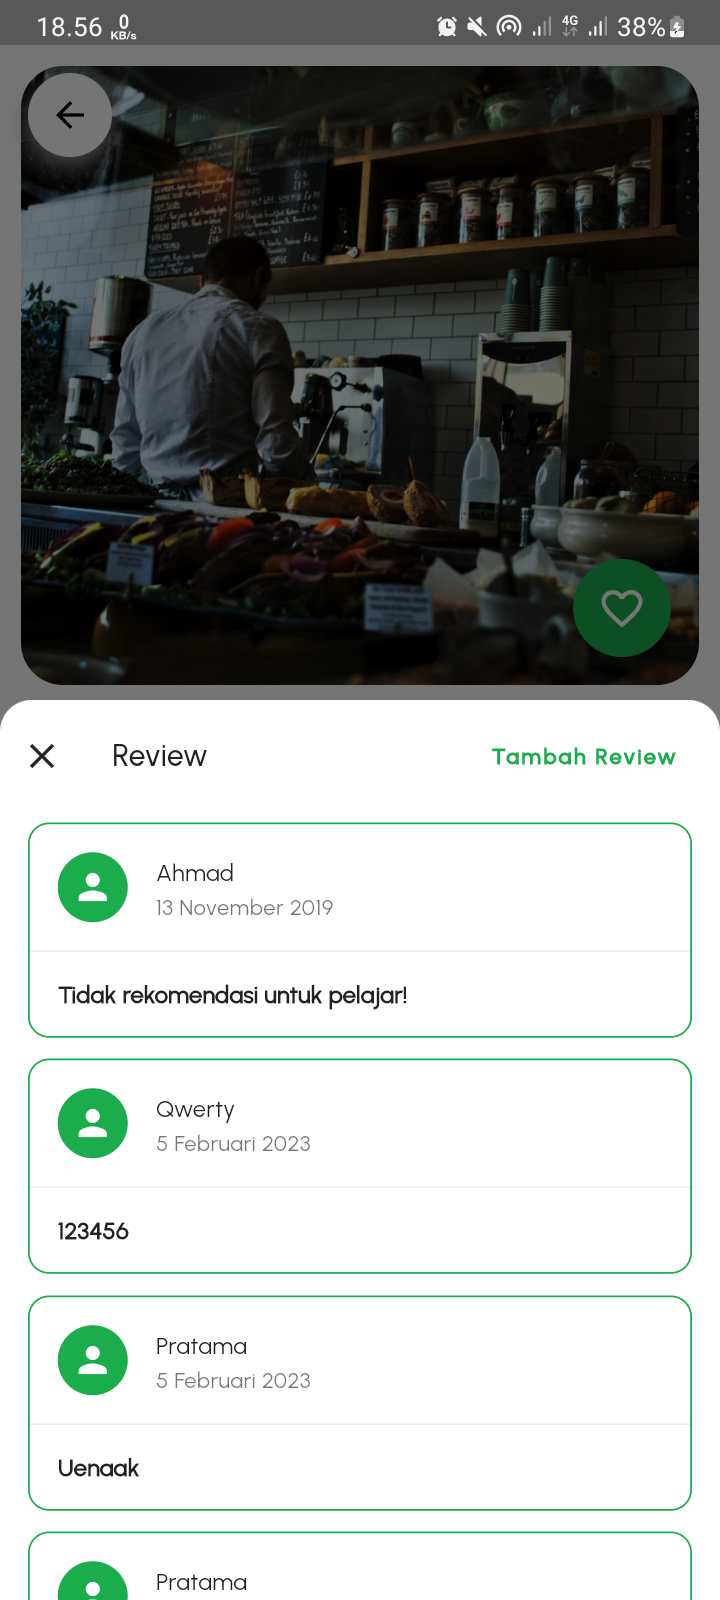 18.56 0 KB/s 4G 38%
Review Tambah Review
Ahmad
13 November 2019
Tidak rekomendasi untuk pelajar!
Qwerty
5 Februari 2023
123456
Pratama
5 Februari 2023
Uenaak
Pratama